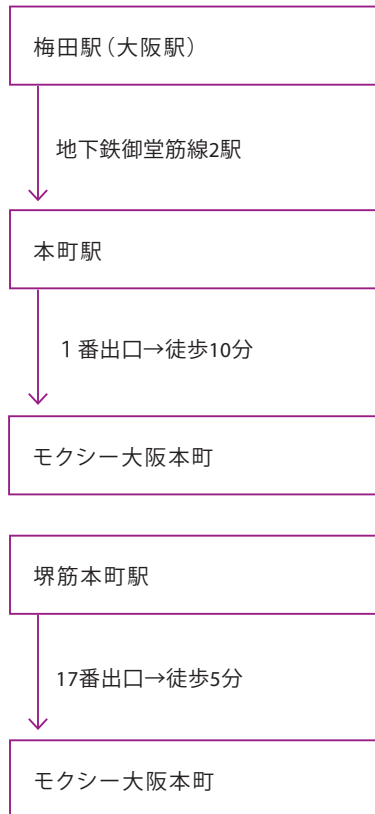 梅田駅（大阪駅）
地下鉄御堂筋線2駅
本町駅
１番出口→徒歩10分
モクシー大阪本町
堺筋本町駅
17番出口→徒歩5分
モクシー大阪本町